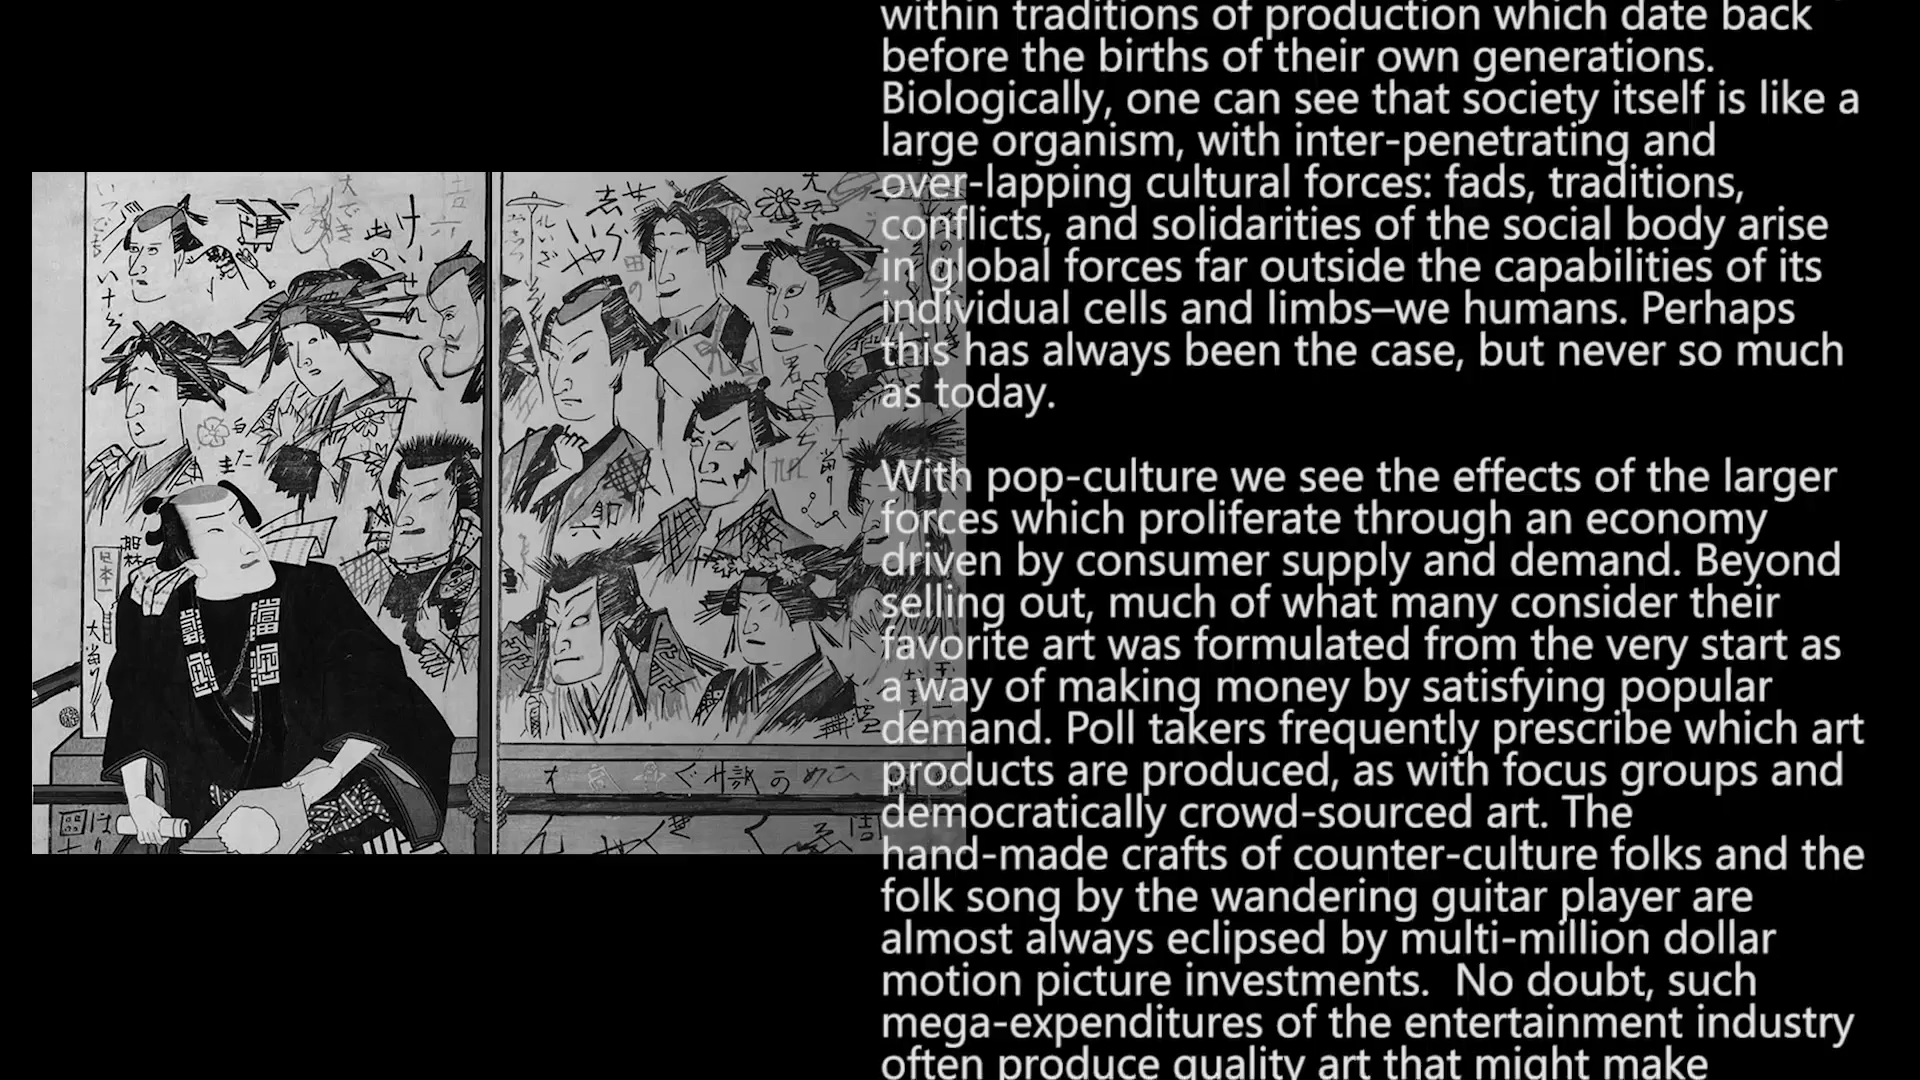 within traditions of production which date back
before the births of their own generations.
Biologically, one can see that society itself is like a
large organism, with inter-penetrating and
over-lapping cultural forces: fads, traditions,
conflicts, and solidarities of the social body arise
in global forces far outside the capabilities of its
individual cells and limbs–we humans. Perhaps
this has always been the case, but never so much
as today.
With pop-culture we see the effects of the larger
forces which proliferate through an economy
driven by consumer supply and demand. Beyond
selling out, much of what many consider their
favorite art was formulated from the very start as
a way of making money by satisfying popular
demand. Poll takers frequently prescribe which art
products are produced, as with focus groups and
democratically crowd-sourced art. The
hand-made crafts of counter-culture folks and the
folk song by the wandering guitar player are
almost always eclipsed by multi-million dollar
motion picture investments.  No doubt, such
mega-expenditures of the entertainment industry
often produce quality art that might make